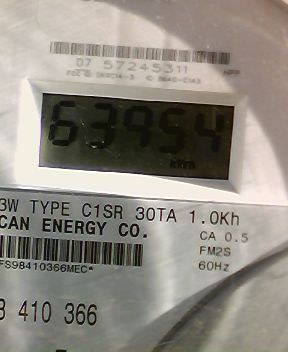 07 57245311
63954
kWh
3W TYPE C1SR 30TA 1.0Kh
CAN ENERGY CO.
CA 0.5
FM2S
60Hz
FS98410366MEC*
8 410 366